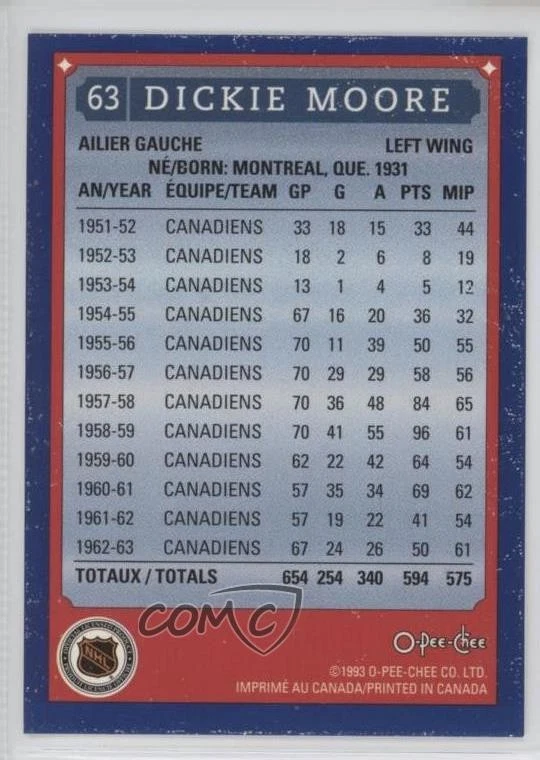 63 DICKIE MOORE
AILIER GAUCHE LEFT WING
NÉ/BORN: MONTREAL, QUE. 1931
AN/YEAR ÉQUIPE/TEAM GP G A PTS MIP
1951-52 CANADIENS 33 18 15 33 44
1952-53 CANADIENS 18 2 6 8 19
1953-54 CANADIENS 13 1 4 5 12
1954-55 CANADIENS 67 16 20 36 32
1955-56 CANADIENS 70 11 39 50 55
1956-57 CANADIENS 70 29 29 58 56
1957-58 CANADIENS 70 36 48 84 65
1958-59 CANADIENS 70 41 55 96 61
1959-60 CANADIENS 62 22 42 64 54
1960-61 CANADIENS 57 35 34 69 62
1961-62 CANADIENS 57 19 22 41 54
1962-63 CANADIENS 67 24 26 50 61
TOTAUX / TOTALS 654 254 340 594 575
COMC
NHL
O-Pee-Chee
©1993 O-PEE-CHEE CO. LTD.
IMPRIMÉ AU CANADA/PRINTED IN CANADA